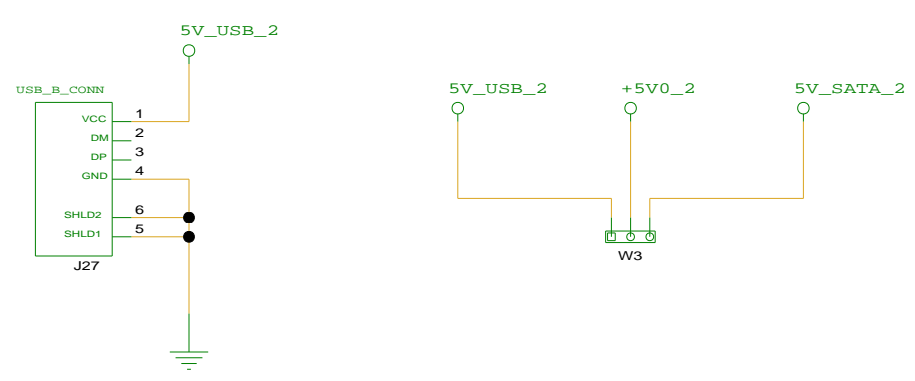 5V_USB_2
USB_B_CONN
VCC 1
DM 2
DP 3
GND 4
SHLD2 6
SHLD1 5
J27
5V_USB_2 +5V0_2 5V_SATA_2
W3